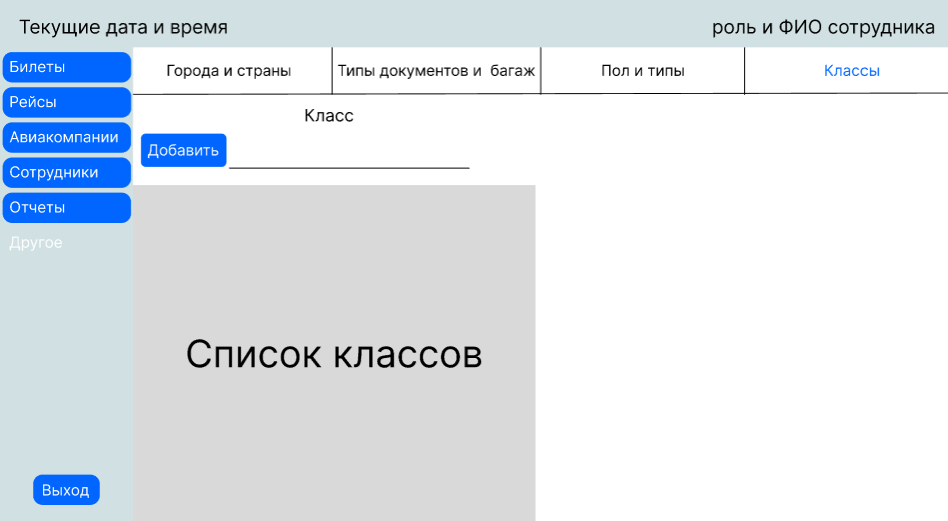 Текущие дата и время
роль и ФИО сотрудника
Билеты
Рейсы
Авиакомпании
Сотрудники
Отчеты
Другое
Выход
Города и страны
Типы документов и багаж
Пол и типы
Классы
Класс
Добавить
Список классов